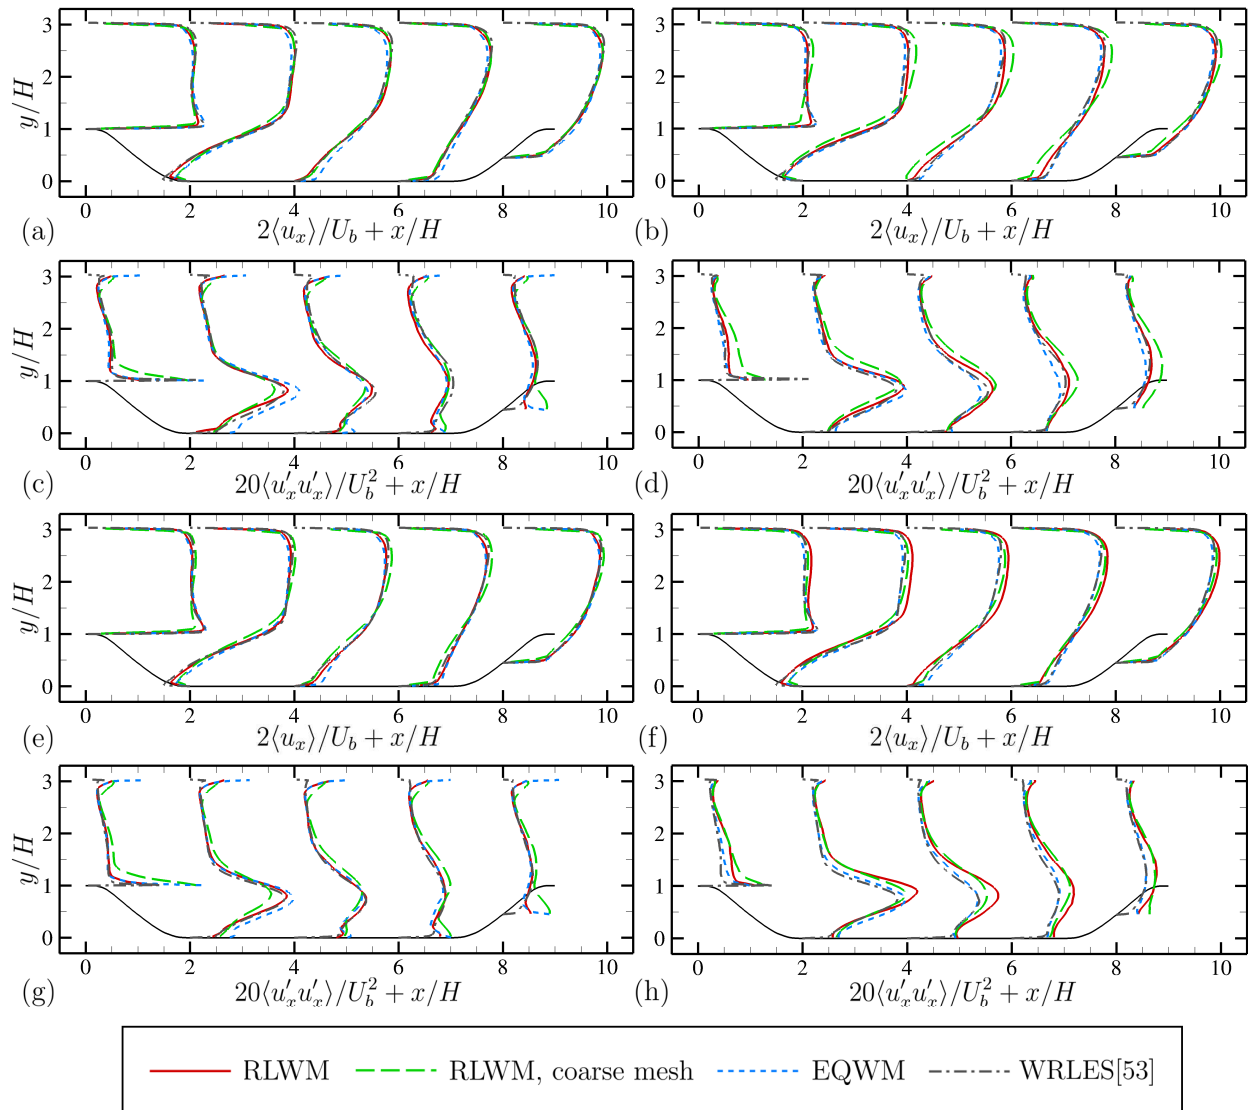 3
2
1
0
y/H
0 2 4 6 8 10
(a) 2⟨u_x⟩/U_b + x/H
3
2
1
0
0 2 4 6 8 10
(b) 2⟨u_x⟩/U_b + x/H
3
2
1
0
y/H
0 2 4 6 8 10
(c) 20⟨u′_x u′_x⟩/U_b^2 + x/H
3
2
1
0
0 2 4 6 8 10
(d) 20⟨u′_x u′_x⟩/U_b^2 + x/H
3
2
1
0
y/H
0 2 4 6 8 10
(e) 2⟨u_x⟩/U_b + x/H
3
2
1
0
0 2 4 6 8 10
(f) 2⟨u_x⟩/U_b + x/H
3
2
1
0
y/H
0 2 4 6 8 10
(g) 20⟨u′_x u′_x⟩/U_b^2 + x/H
3
2
1
0
0 2 4 6 8 10
(h) 20⟨u′_x u′_x⟩/U_b^2 + x/H
RLWM RLWM, coarse mesh EQWM WRLES[53]